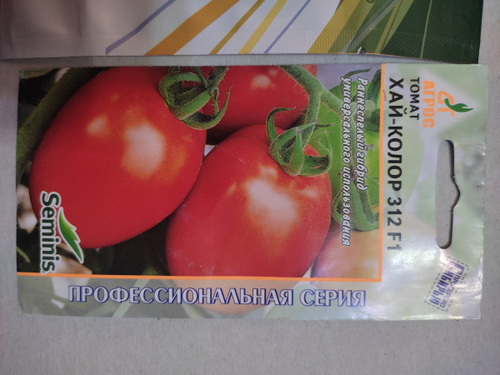 АГРОС
ТОМАТ
ХАЙ-КОЛОР 312 F1
Раннеспелый гибрид
универсального использования
Seminis
ПРОФЕССИОНАЛЬНАЯ СЕРИЯ